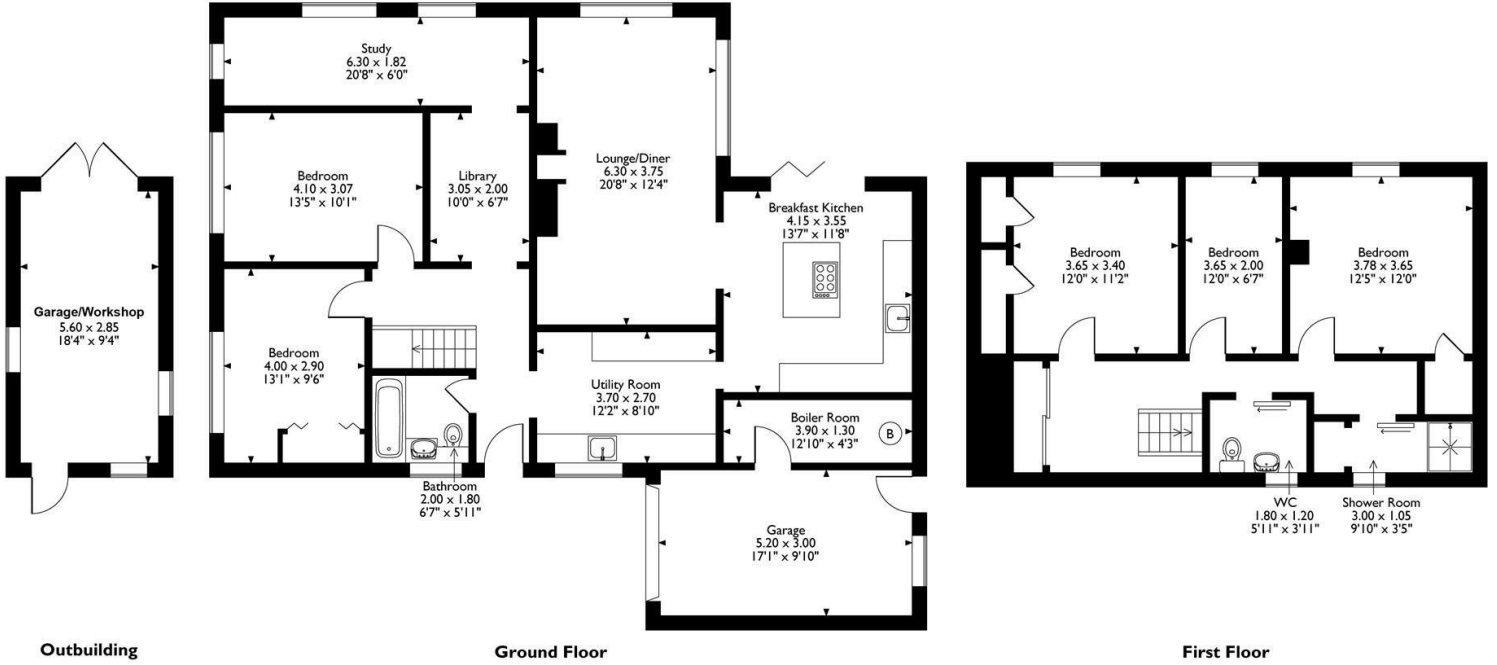 Study
6.30 x 1.82
20'8" x 6'0"
Bedroom
4.10 x 3.07
13'5" x 10'1"
Library
3.05 x 2.00
10'0" x 6'7"
Lounge/Diner
6.30 x 3.75
20'8" x 12'4"
Breakfast Kitchen
4.15 x 3.55
13'7" x 11'8"
Garage/Workshop
5.60 x 2.85
18'4" x 9'4"
Bedroom
4.00 x 2.90
13'1" x 9'6"
Utility Room
3.70 x 2.70
12'2" x 8'10"
Boiler Room
3.90 x 1.30
12'10" x 4'3"
B
Bathroom
2.00 x 1.80
6'7" x 5'11"
Garage
5.20 x 3.00
17'1" x 9'10"
Bedroom
3.65 x 3.40
12'0" x 11'2"
Bedroom
3.65 x 2.00
12'0" x 6'7"
Bedroom
3.78 x 3.65
12'5" x 12'0"
WC
1.80 x 1.20
5'11" x 3'11"
Shower Room
3.00 x 1.05
9'10" x 3'5"
Outbuilding
Ground Floor
First Floor